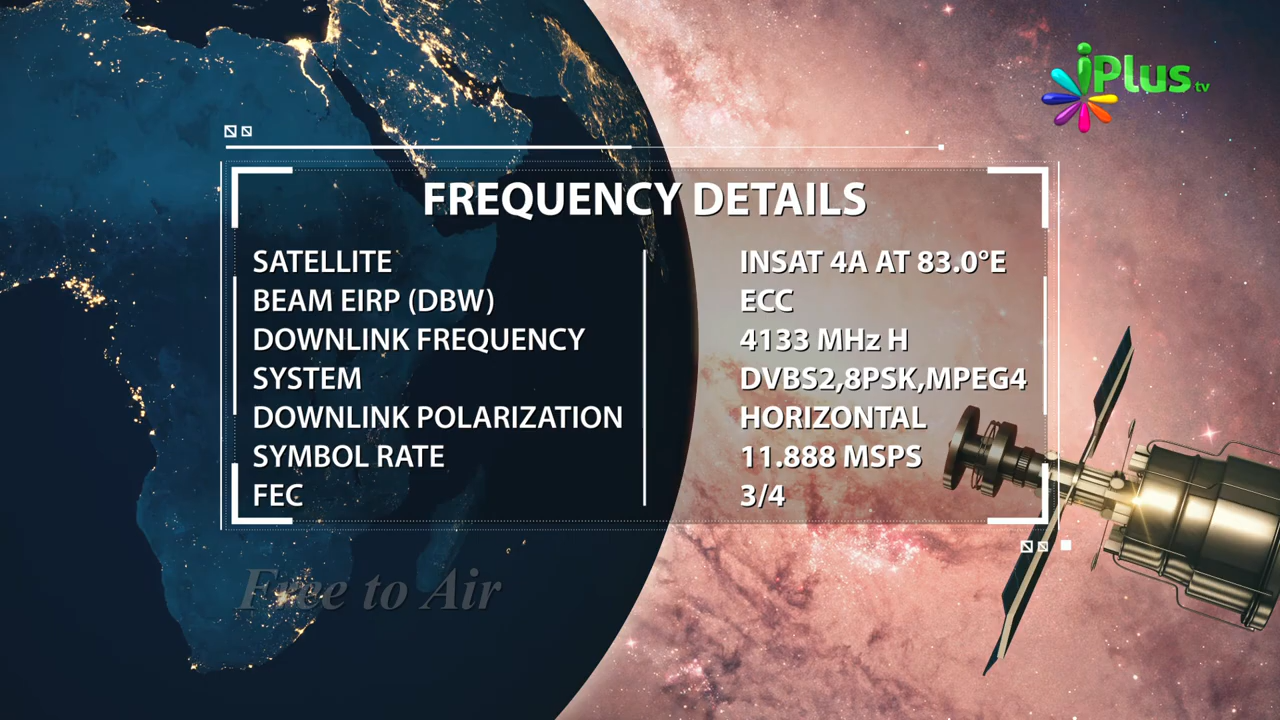 iPlus tv
FREQUENCY DETAILS
SATELLITE INSAT 4A AT 83.0°E
BEAM EIRP (DBW) ECC
DOWNLINK FREQUENCY 4133 MHz H
SYSTEM DVBS2,8PSK,MPEG4
DOWNLINK POLARIZATION HORIZONTAL
SYMBOL RATE 11.888 MSPS
FEC 3/4
Free to Air